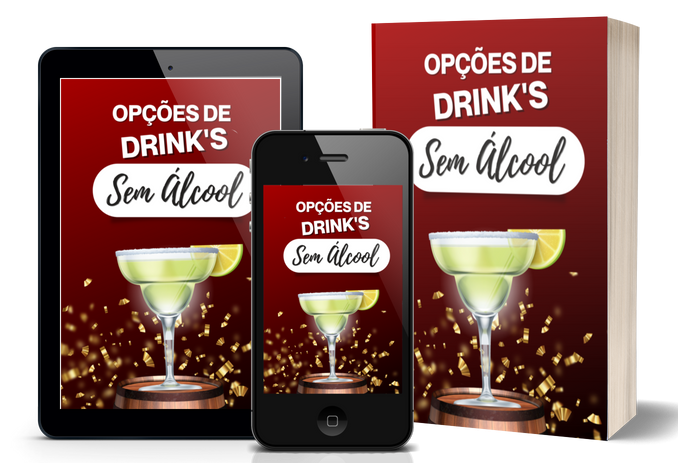 OPÇÕES DE
DRINK'S
Sem Álcool
OPÇÕES DE
DRINK'S
Sem Álcool
OPÇÕES DE
DRINK'S
Sem Álcool